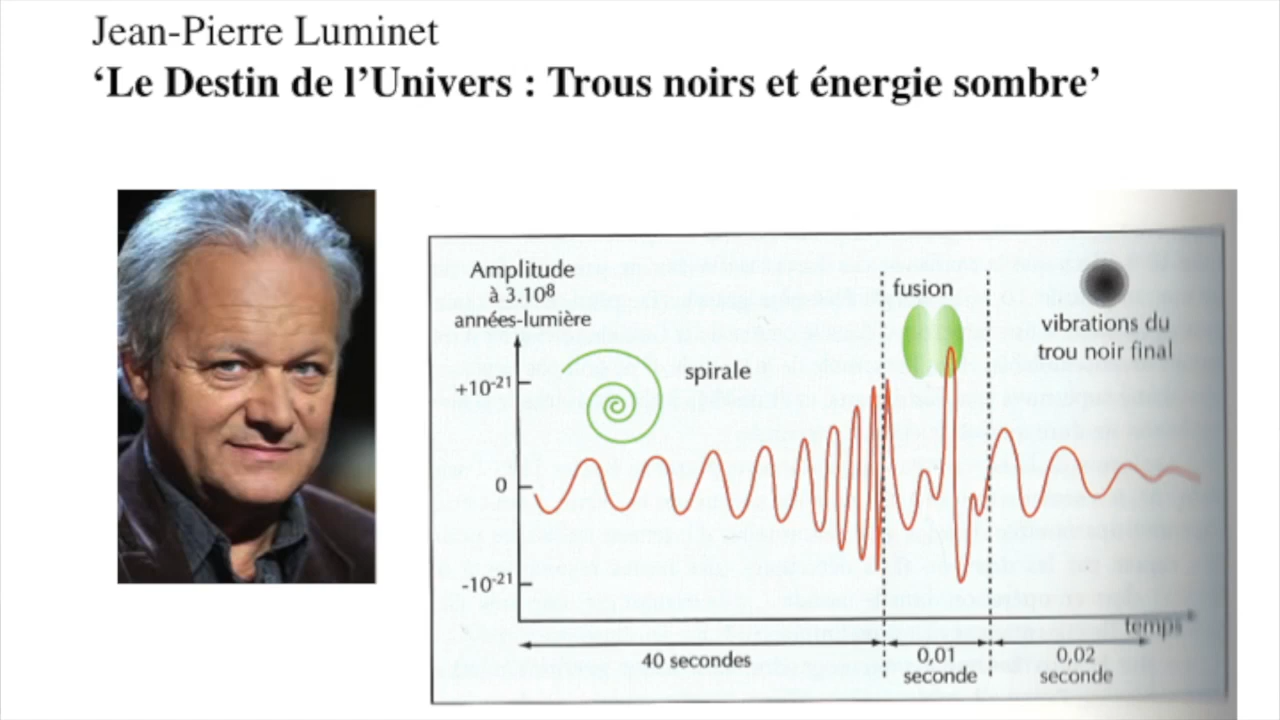 Jean-Pierre Luminet
‘Le Destin de l’Univers : Trous noirs et énergie sombre’
Amplitude
à 3.10⁸
années-lumière
+10⁻²¹
0
-10⁻²¹
spirale
fusion
vibrations du
trou noir final
temps
40 secondes
0,01
seconde
0,02
seconde